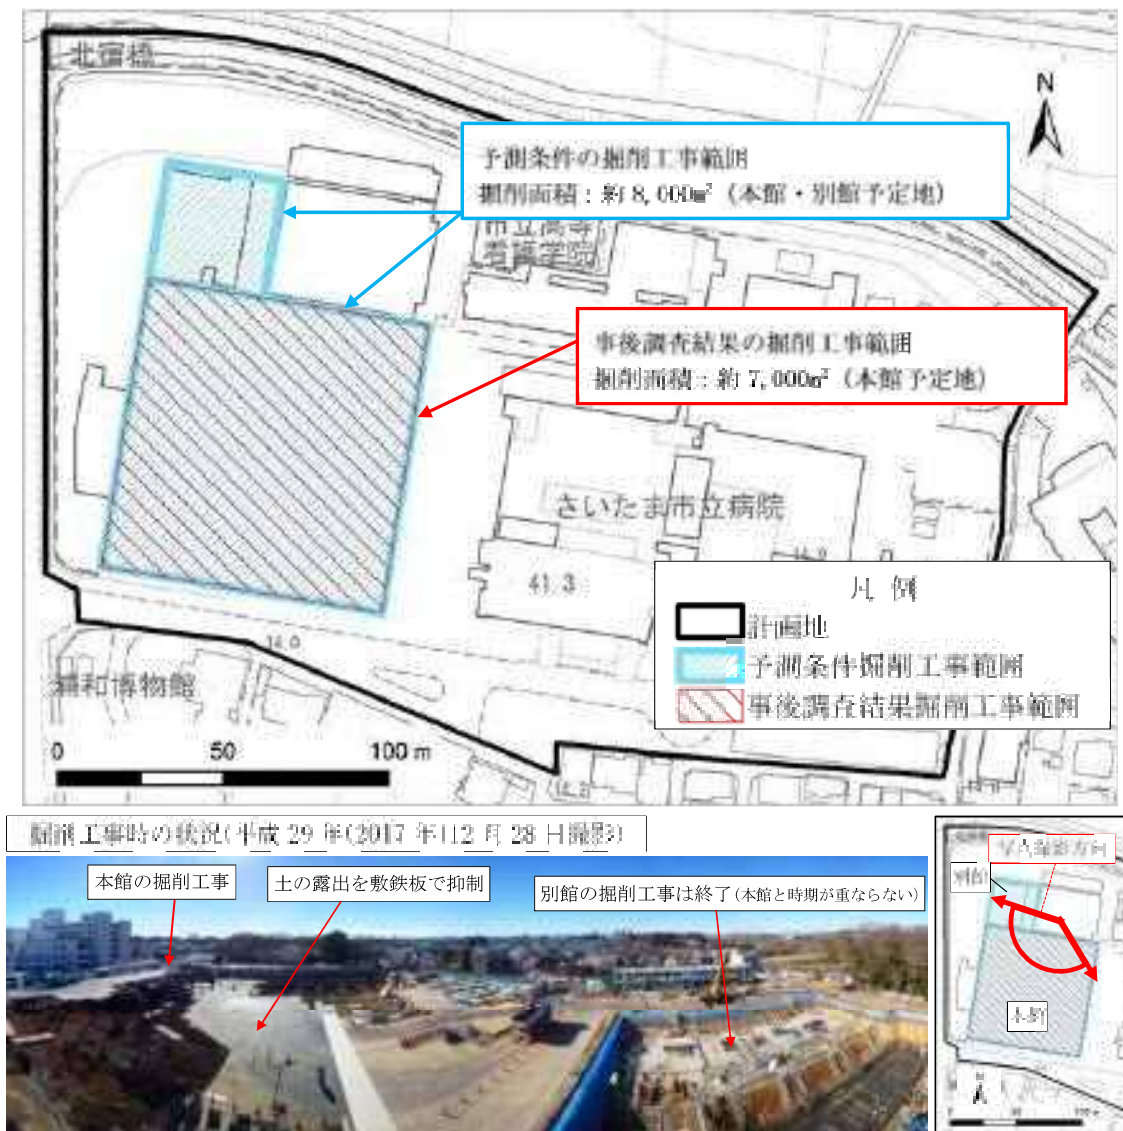 北宿橋
N
予測条件の掘削工事範囲
掘削面積：約 8,000㎡（本館・別館予定地）
市立高等
看護学院
事後調査結果の掘削工事範囲
掘削面積：約 7,000㎡（本館予定地）
さいたま市立病院
41.3
凡 例
計画地
予測条件掘削工事範囲
事後調査結果掘削工事範囲
浦和博物館
0 50 100 m
掘削工事時の状況(平成 29 年(2017 年)12 月 28 日撮影)
本館の掘削工事
土の露出を敷鉄板で抑制
別館の掘削工事は終了(本館と時期が重ならない)
写真撮影方向
別館
本館